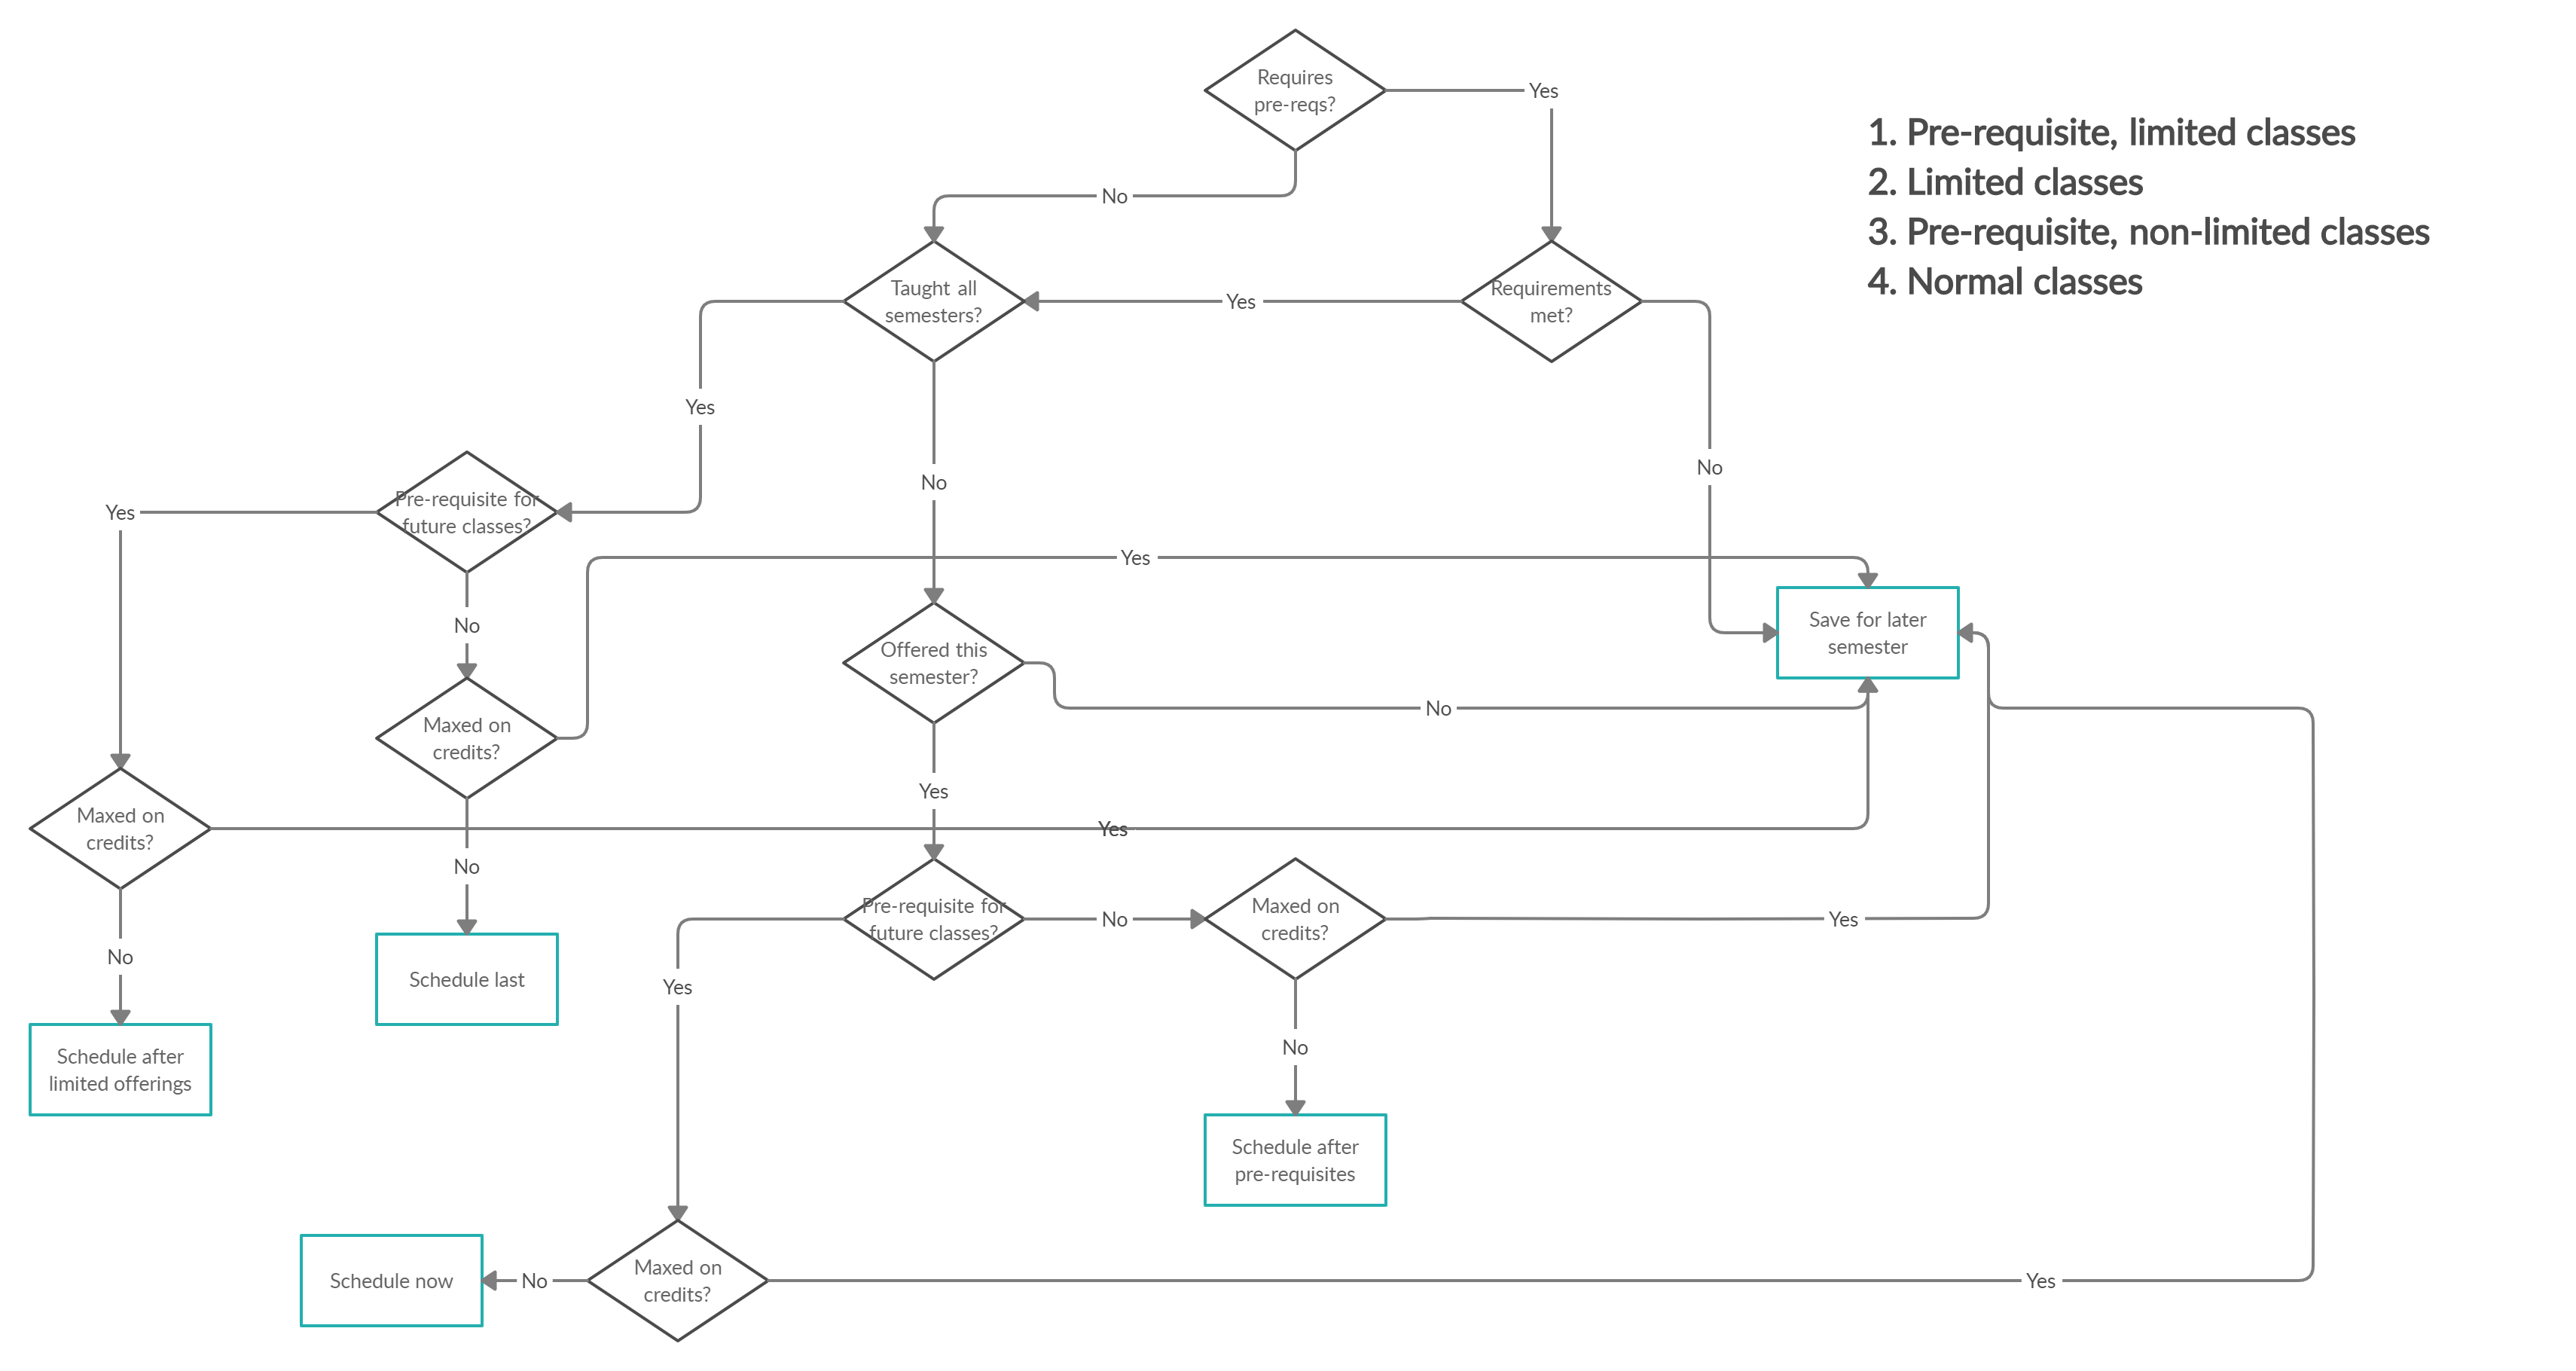 Requires
pre-reqs?
Yes
1. Pre-requisite, limited classes
2. Limited classes
3. Pre-requisite, non-limited classes
4. Normal classes
No
Taught all
semesters?
Yes
Requirements
met?
Yes
No
No
Pre-requisite for
future classes?
Yes
Yes
No
Save for later
semester
Offered this
semester?
No
Maxed on
credits?
Yes
Maxed on
credits?
Yes
No
Pre-requisite for
future classes?
No
Maxed on
credits?
Yes
No
Schedule last
Yes
Schedule after
limited offerings
No
Schedule after
pre-requisites
Schedule now
No
Maxed on
credits?
Yes